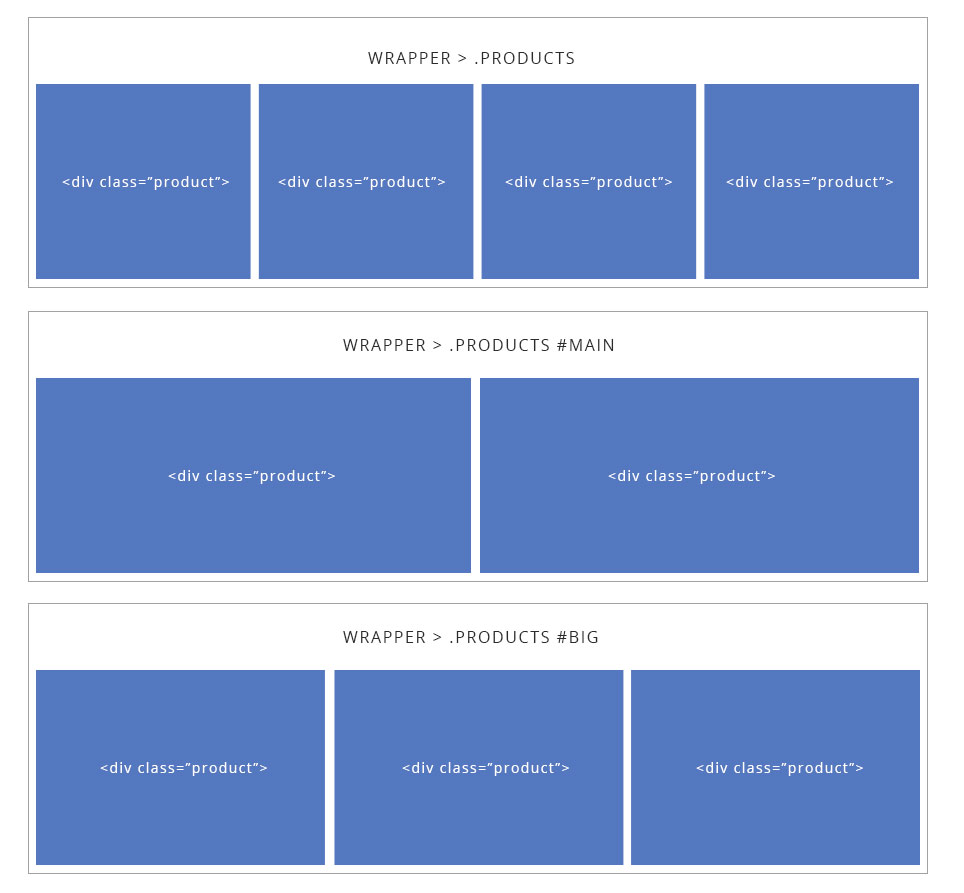 WRAPPER > .PRODUCTS
<div class=”product”> <div class=”product”> <div class=”product”> <div class=”product”>
WRAPPER > .PRODUCTS #MAIN
<div class=”product”> <div class=”product”>
WRAPPER > .PRODUCTS #BIG
<div class=”product”> <div class=”product”> <div class=”product”>